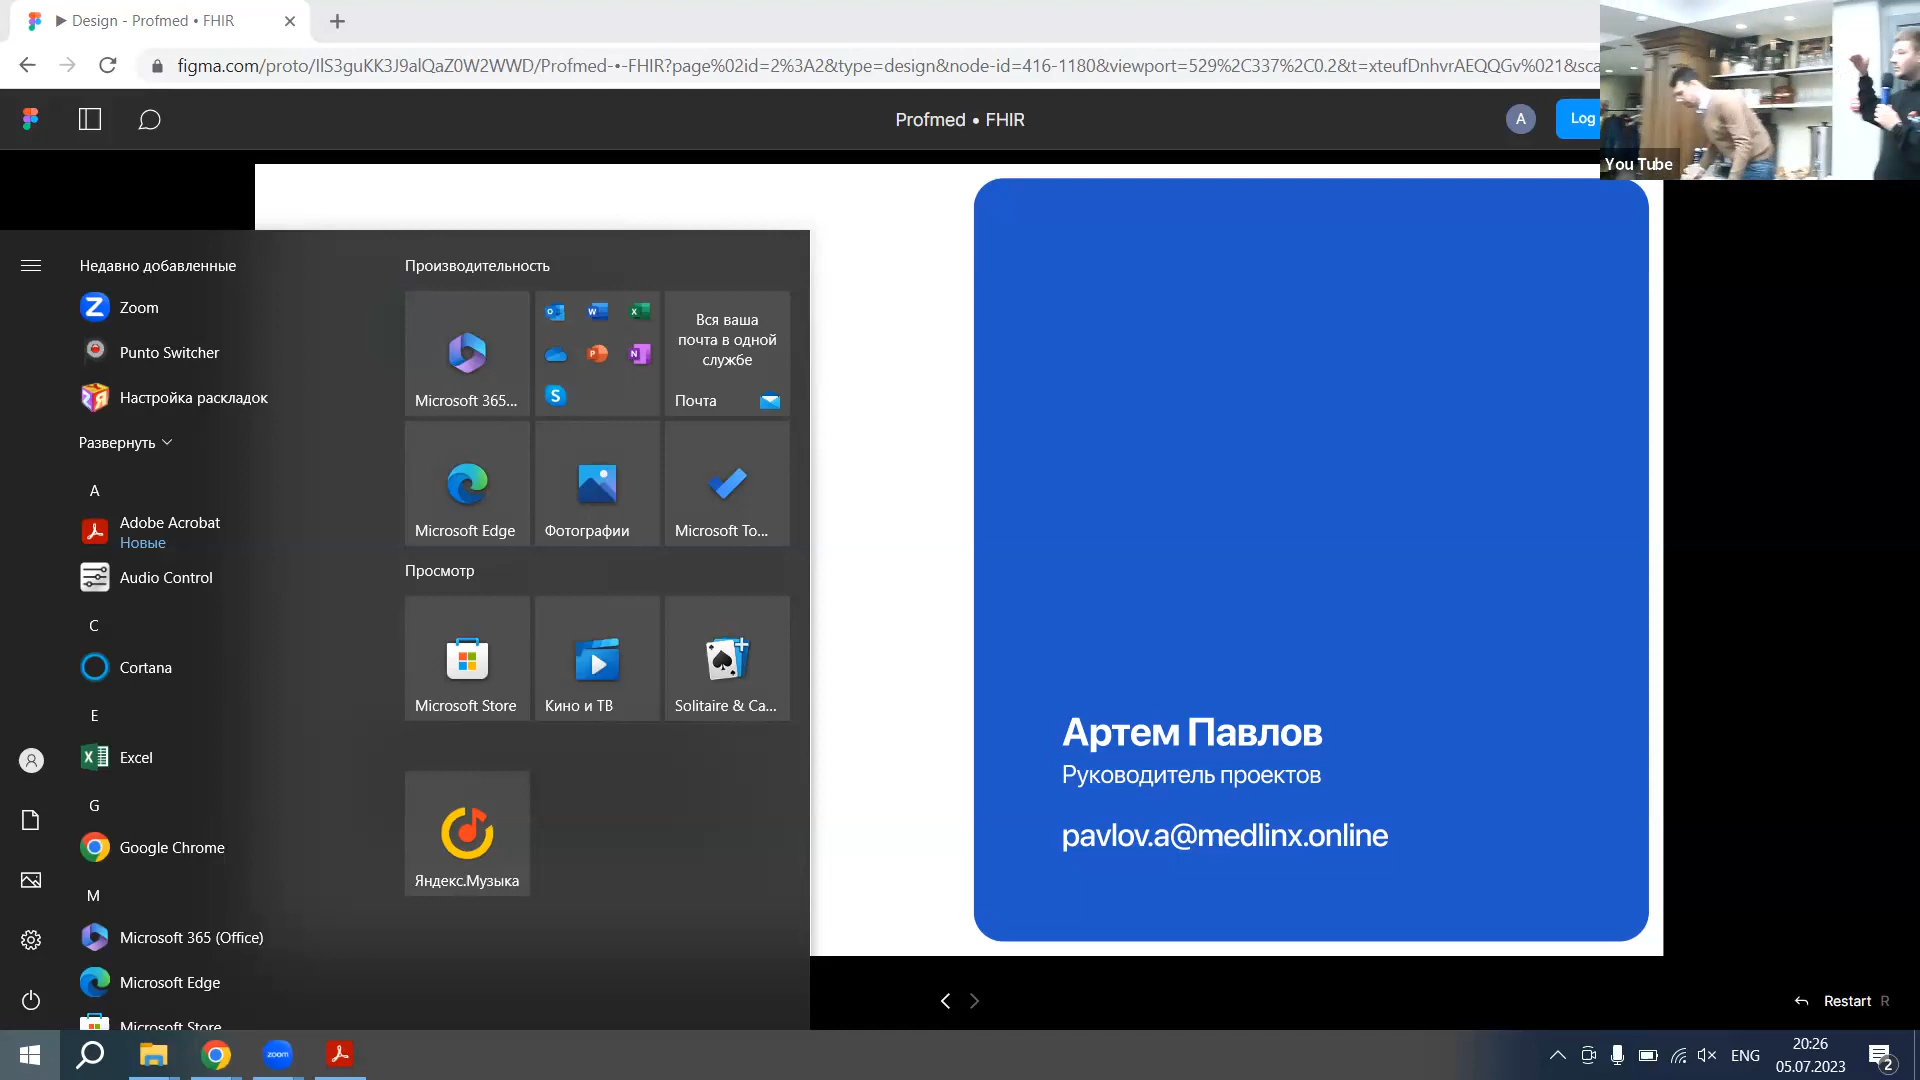 Design - Profmed • FHIR
figma.com/proto/IlS3guKK3J9alQaZ0W2WWD/Profmed-•-FHIR?page%02id=2%3A2&type=design&node-id=416-1180&viewport=529%2C337%2C0.2&t=xteufDnhvrAEQQGv%021&sca
Profmed • FHIR
A
Log
You Tube
Недавно добавленные
Zoom
Punto Switcher
Настройка раскладок
Развернуть
A
Adobe Acrobat
Новые
Audio Control
C
Cortana
E
Excel
G
Google Chrome
M
Microsoft 365 (Office)
Microsoft Edge
Microsoft Store
Производительность
Microsoft 365...
Вся ваша
почта в одной
службе
Почта
Microsoft Edge
Фотографии
Microsoft To...
Просмотр
Microsoft Store
Кино и ТВ
Solitaire & Ca...
Яндекс.Музыка
Артем Павлов
Руководитель проектов
pavlov.a@medlinx.online
Restart R
zoom
ENG
20:26
05.07.2023
2